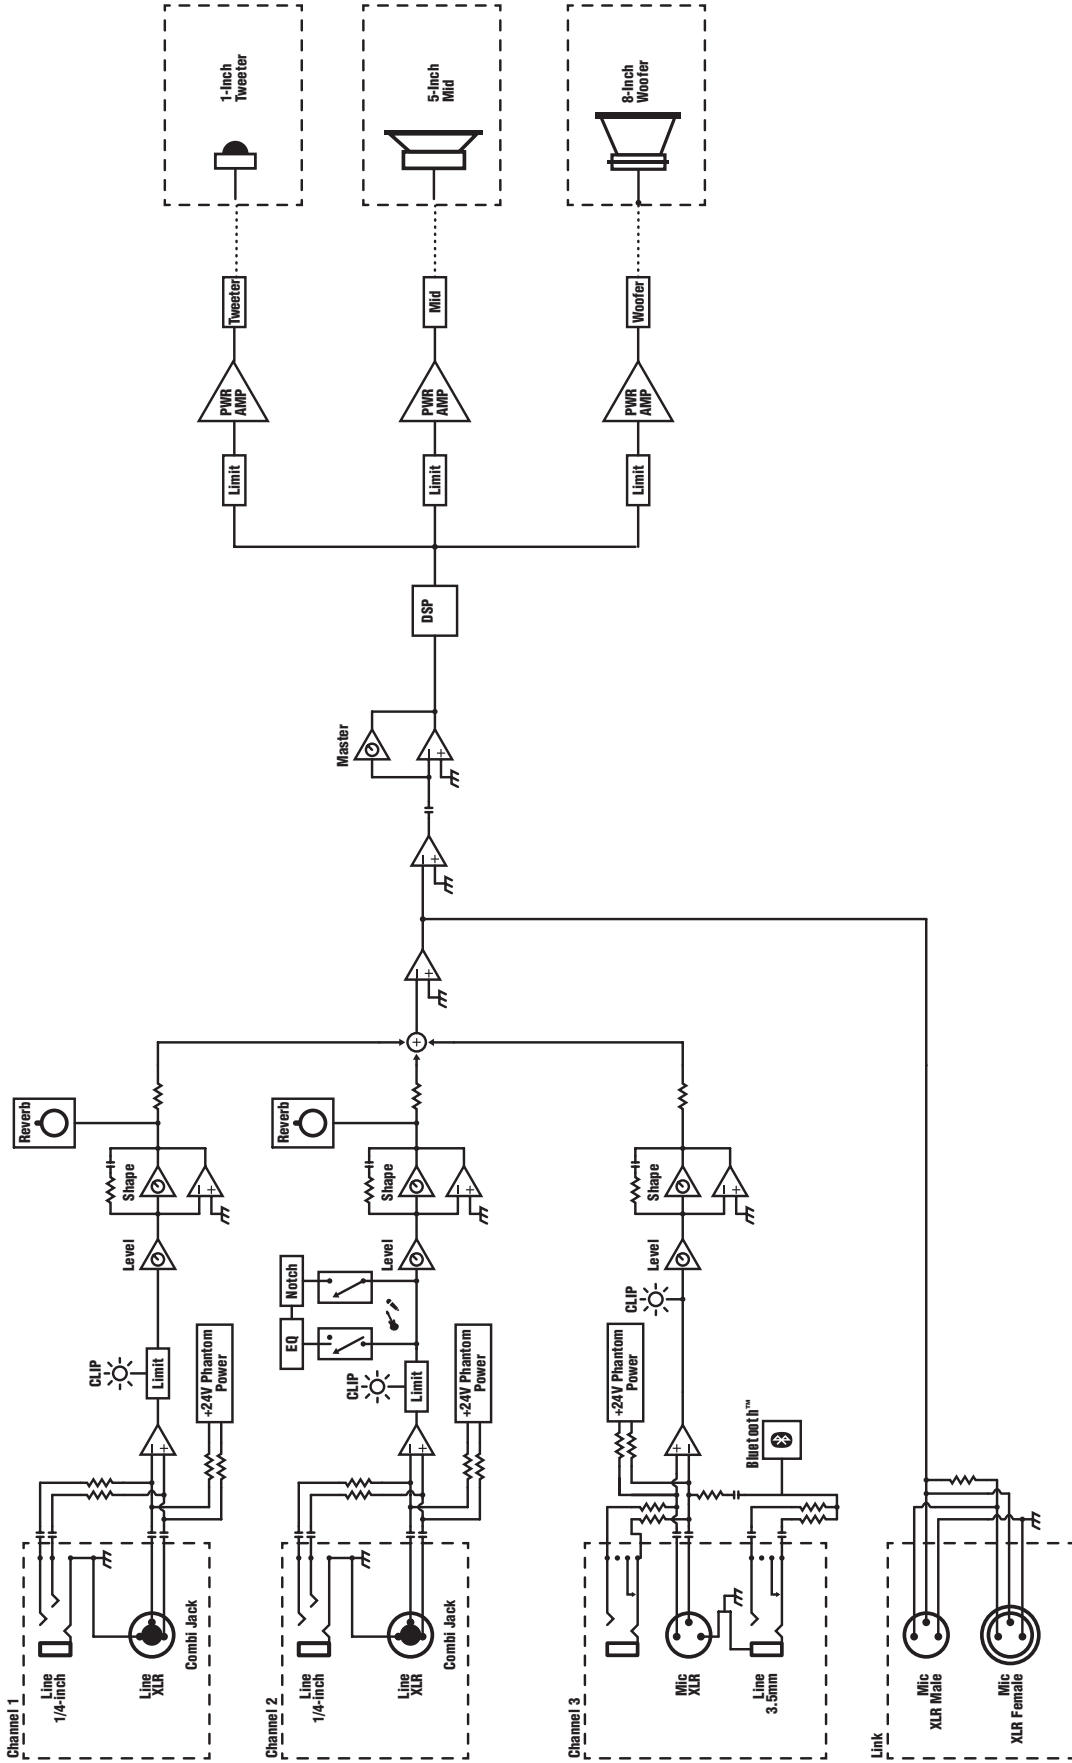 Channel 1
Line
1/4-inch
Line
XLR
Combi Jack
CLIP
Limit
+24V Phantom
Power
Level
Shape
Reverb
Channel 2
Line
1/4-inch
Line
XLR
Combi Jack
CLIP
Limit
+24V Phantom
Power
EQ
Notch
Level
Shape
Reverb
Channel 3
Mic
XLR
Line
3.5mm
+24V Phantom
Power
Bluetooth™
CLIP
Level
Shape
Link
Mic
XLR Male
Mic
XLR Female
Master
DSP
Limit
PWR
AMP
Tweeter
1-Inch
Tweeter
Limit
PWR
AMP
Mid
5-Inch
Mid
Limit
PWR
AMP
Woofer
8-Inch
Woofer